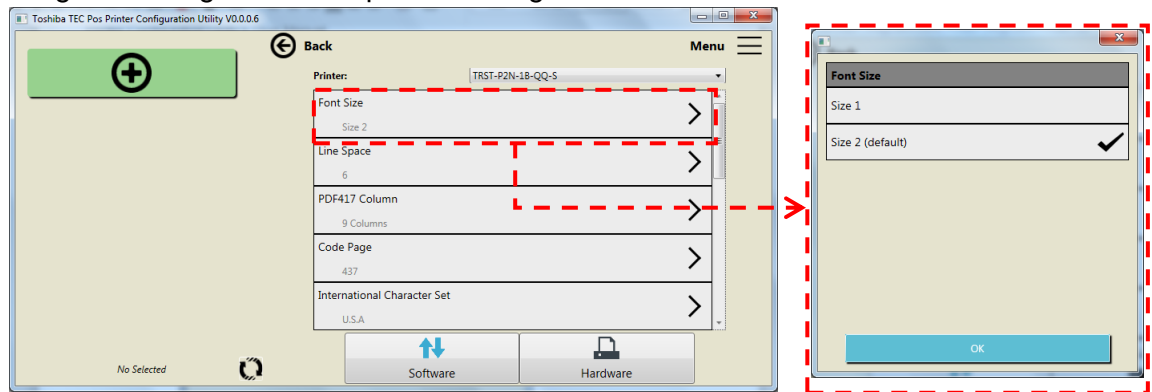 Toshiba TEC Pos Printer Configuration Utility V0.0.0.6
Back
Menu
Printer:
TRST-P2N-1B-QQ-S
Font Size
Size 2
Line Space
6
PDF417 Column
9 Columns
Code Page
437
International Character Set
U.S.A
No Selected
Software
Hardware
Font Size
Size 1
Size 2 (default)
OK